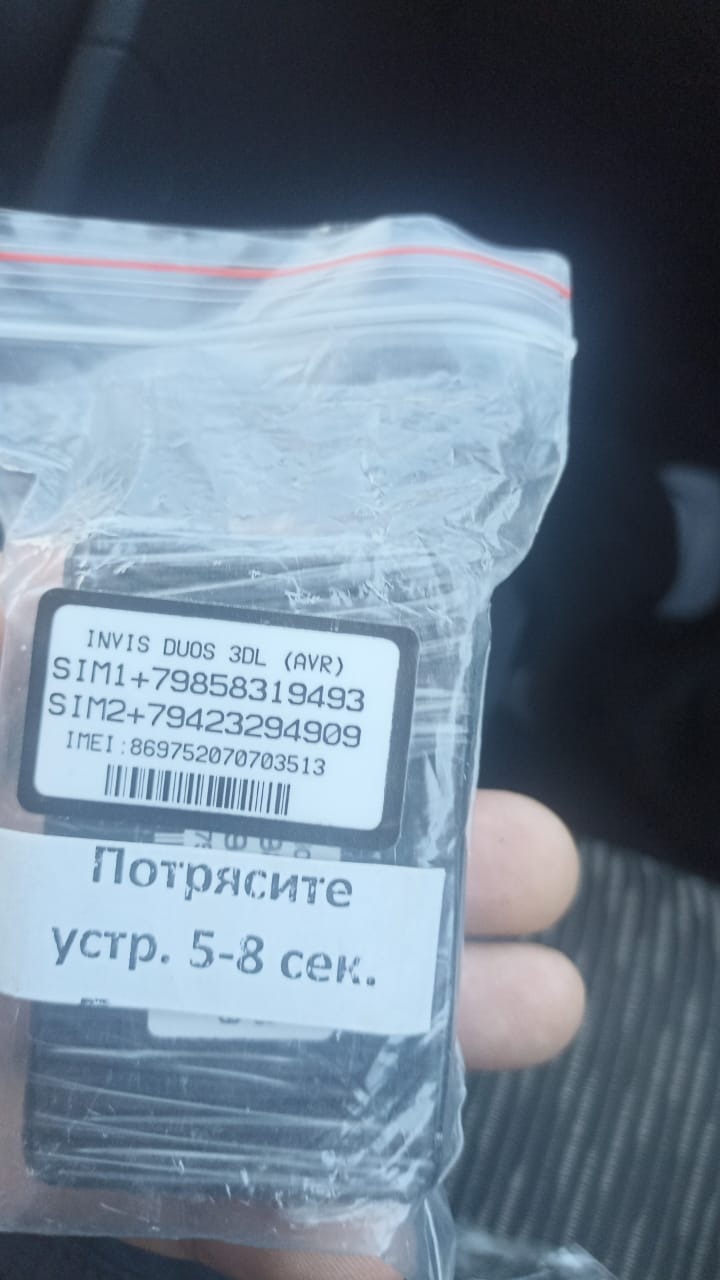 INVIS DUOS 3DL (AVR)
SIM1+79858319493
SIM2+79423294909
IMEI:869752070703513
Потрясите
устр. 5-8 сек.